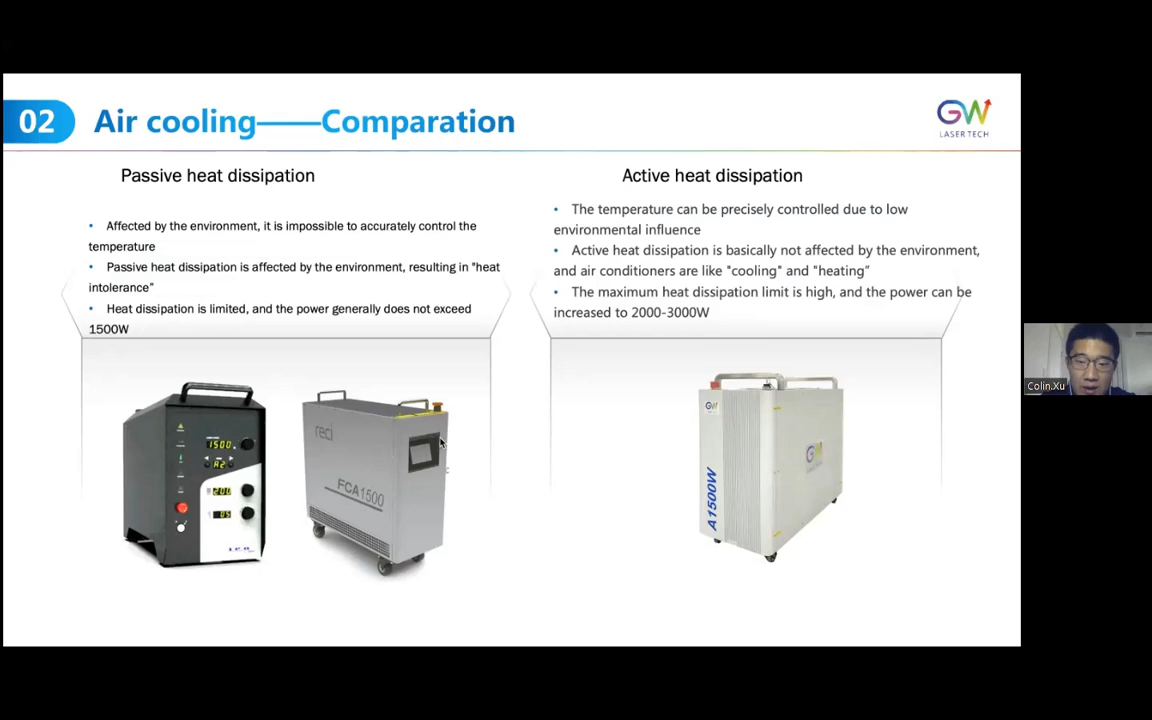 02
Air cooling——Comparation
GW
LASER TECH
Passive heat dissipation
• Affected by the environment, it is impossible to accurately control the
temperature
• Passive heat dissipation is affected by the environment, resulting in "heat
intolerance"
• Heat dissipation is limited, and the power generally does not exceed
1500W
Active heat dissipation
• The temperature can be precisely controlled due to low
environmental influence
• Active heat dissipation is basically not affected by the environment,
and air conditioners are like "cooling" and "heating"
• The maximum heat dissipation limit is high, and the power can be
increased to 2000-3000W
1500
200
reci
FCA1500
GW
A1500W
GW
Colin.Xu